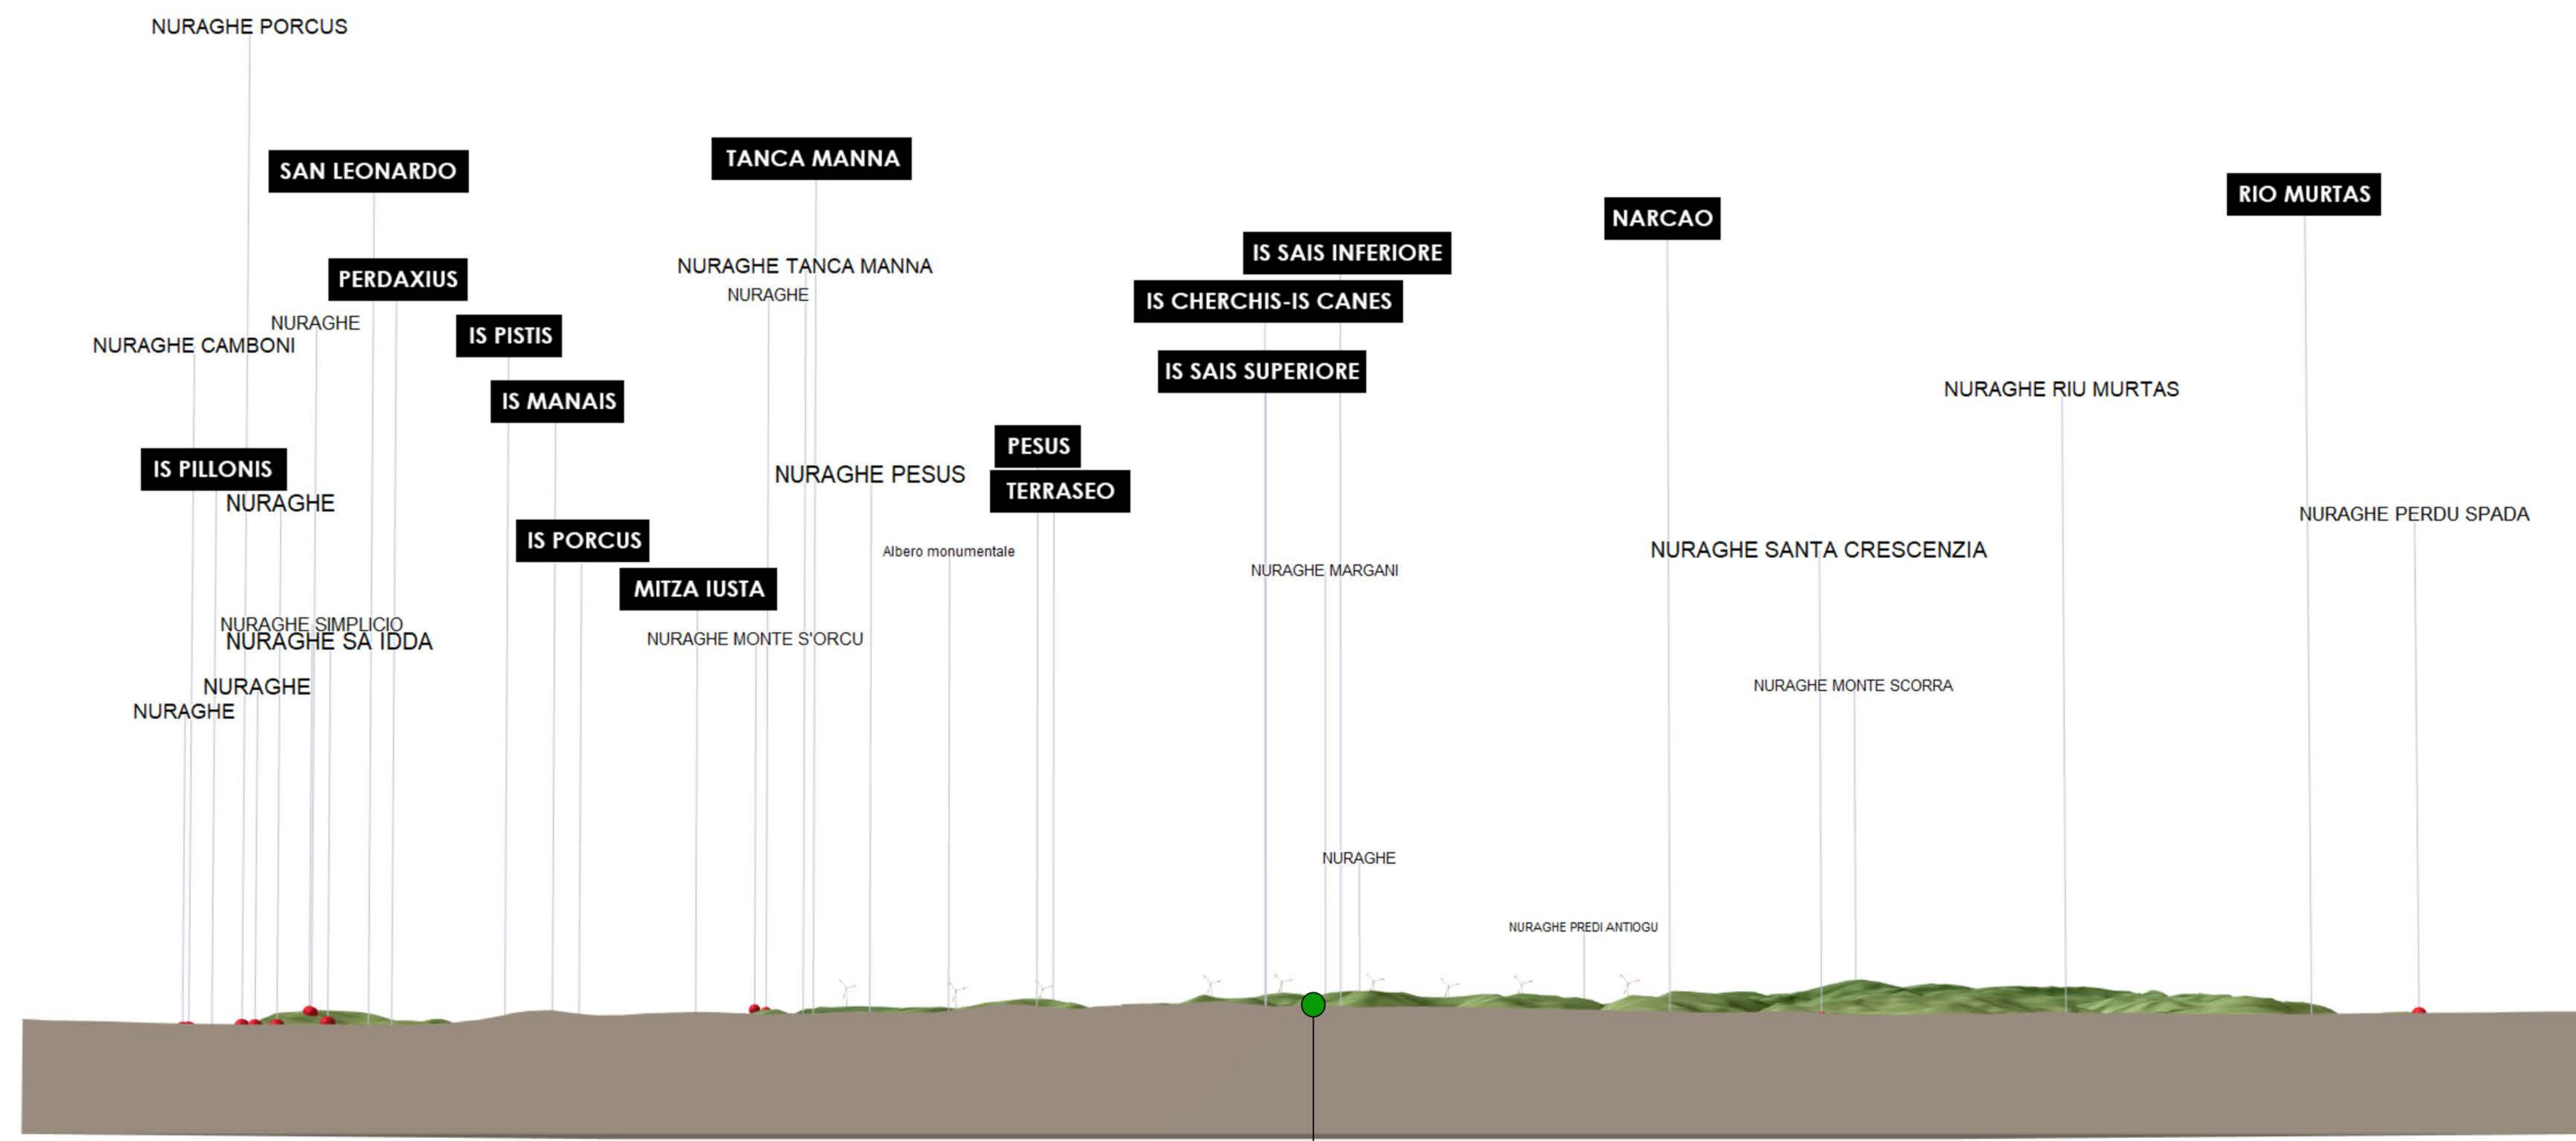 NURAGHE PORCUS
SAN LEONARDO
TANCA MANNA
RIO MURTAS
NARCAO
PERDAXIUS
IS SAIS INFERIORE
NURAGHE TANCA MANNA
NURAGHE
IS CHERCHIS-IS CANES
NURAGHE
IS PISTIS
NURAGHE CAMBONI
IS SAIS SUPERIORE
NURAGHE RIU MURTAS
IS MANAIS
PESUS
IS PILLONIS
NURAGHE PESUS
TERRASEO
NURAGHE
NURAGHE PERDU SPADA
IS PORCUS
Albero monumentale
NURAGHE SANTA CRESCENZIA
NURAGHE MARGANI
MITZA IUSTA
NURAGHE SIMPLICIO
NURAGHE SA IDDA
NURAGHE MONTE S'ORCU
NURAGHE
NURAGHE MONTE SCORRA
NURAGHE
NURAGHE
NURAGHE PREDI ANTIOGU